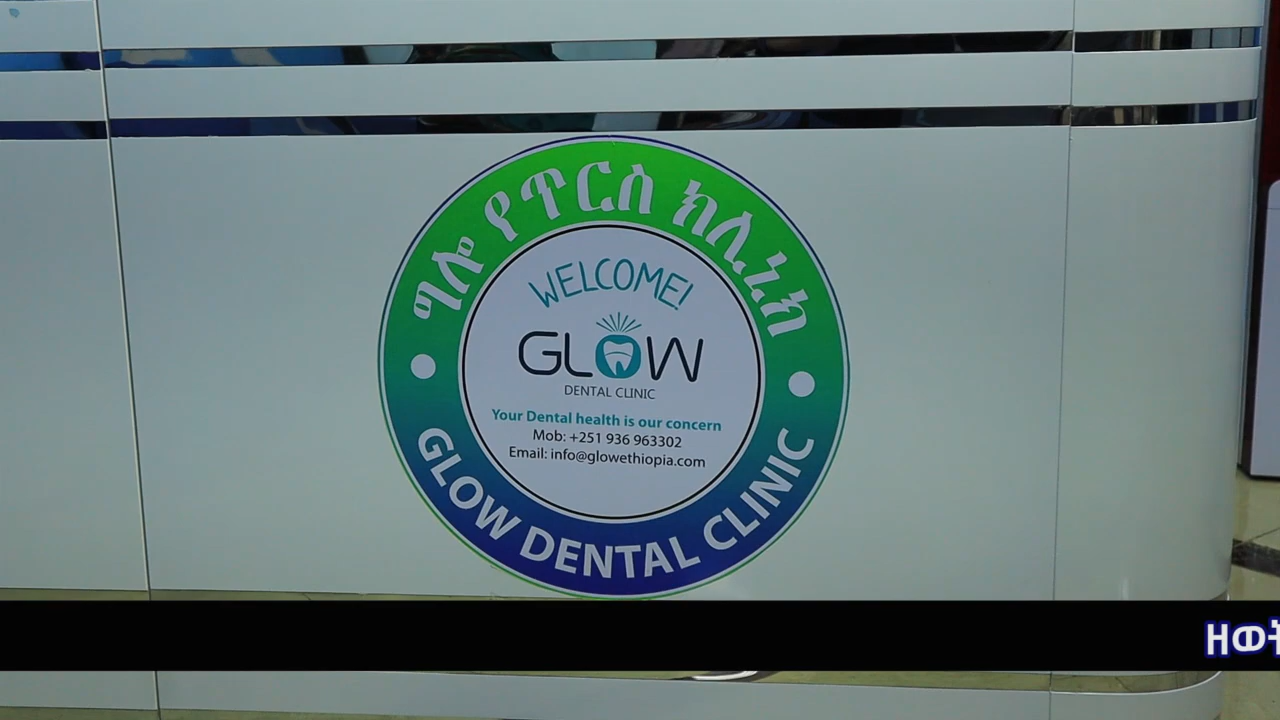 ግሎ የጥርስ ክሊኒክ
WELCOME!
GLOW
DENTAL CLINIC
Your Dental health is our concern
Mob: +251 936 963302
Email: info@glowethiopia.com
GLOW DENTAL CLINIC